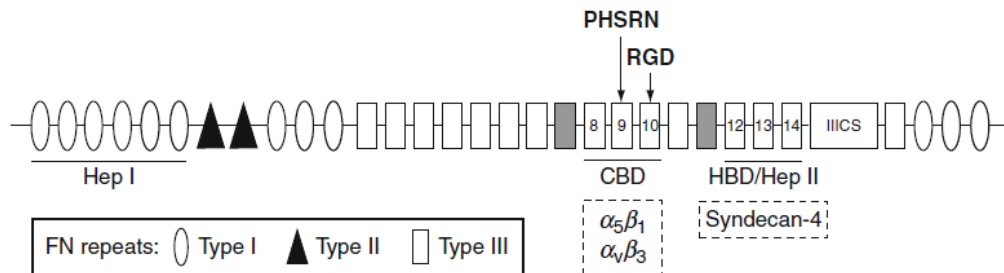 PHSRN
RGD
8 9 10 12 13 14 IIICS
Hep I CBD HBD/Hep II
α5β1 Syndecan-4
αvβ3
FN repeats: Type I Type II Type III